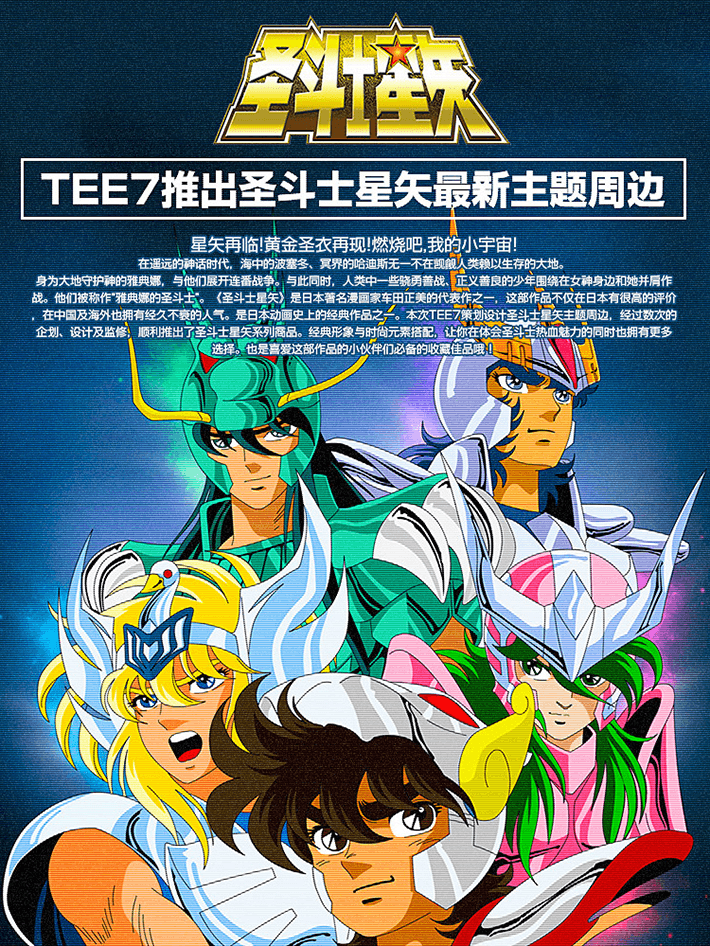 圣斗士星矢
TEE7推出圣斗士星矢最新主题周边
星矢再临!黄金圣衣再现!燃烧吧,我的小宇宙!
在遥远的神话时代，海中的波塞冬、冥界的哈迪斯无一不在觊觎人类赖以生存的大地。
身为大地守护神的雅典娜，与他们展开连番战争。与此同时，人类中一些骁勇善战、正义善良的少年围绕在女神身边和她并肩作
战。他们被称作"雅典娜的圣斗士"。《圣斗士星矢》是日本著名漫画家车田正美的代表作之一，这部作品不仅在日本有很高的评价
，在中国及海外也拥有经久不衰的人气。是日本动画史上的经典作品之一。本次TEE7策划设计圣斗士星矢主题周边，经过数次的
企划、设计及监修，顺利推出了圣斗士星矢系列商品。经典形象与时尚元素搭配，让你在体会圣斗士热血魅力的同时也拥有更多
选择。也是喜爱这部作品的小伙伴们必备的收藏佳品哦！